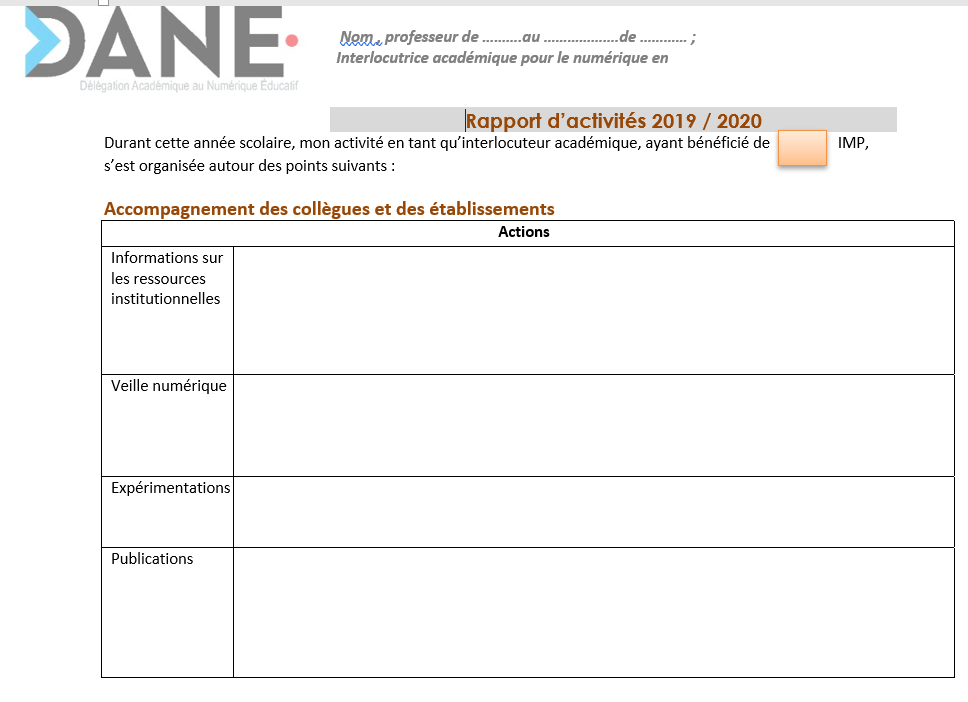 DANE
Délégation Académique au Numérique Éducatif
Nom , professeur de ..........au ...................de ............ ;
Interlocutrice académique pour le numérique en
Rapport d’activités 2019 / 2020
Durant cette année scolaire, mon activité en tant qu’interlocuteur académique, ayant bénéficié de IMP,
s’est organisée autour des points suivants :
Accompagnement des collègues et des établissements
Actions
Informations sur
les ressources
institutionnelles
Veille numérique
Expérimentations
Publications